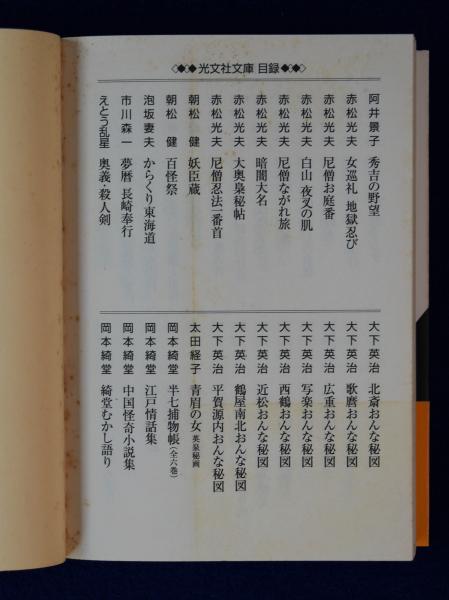 光文社文庫 目録
阿井景子 秀吉の野望
赤松光夫 女巡礼 地獄忍び
赤松光夫 尼僧お庭番
赤松光夫 白山 夜叉の肌
赤松光夫 尼僧ながれ旅
赤松光夫 暗闇大名
赤松光夫 大奥梟秘帖
赤松光夫 尼僧忍法一番首
朝松 健 妖臣蔵
朝松 健 百怪祭
泡坂妻夫 からくり東海道
市川森一 夢暦 長崎奉行
えとう乱星 奥義・殺人剣
大下英治 北斎おんな秘図
大下英治 歌麿おんな秘図
大下英治 広重おんな秘図
大下英治 写楽おんな秘図
大下英治 西鶴おんな秘図
大下英治 近松おんな秘図
大下英治 鶴屋南北おんな秘図
大下英治 平賀源内おんな秘図
太田経子 青眉の女 英泉秘画
岡本綺堂 半七捕物帳(全六巻)
岡本綺堂 江戸情話集
岡本綺堂 中国怪奇小説集
岡本綺堂 綺堂むかし語り